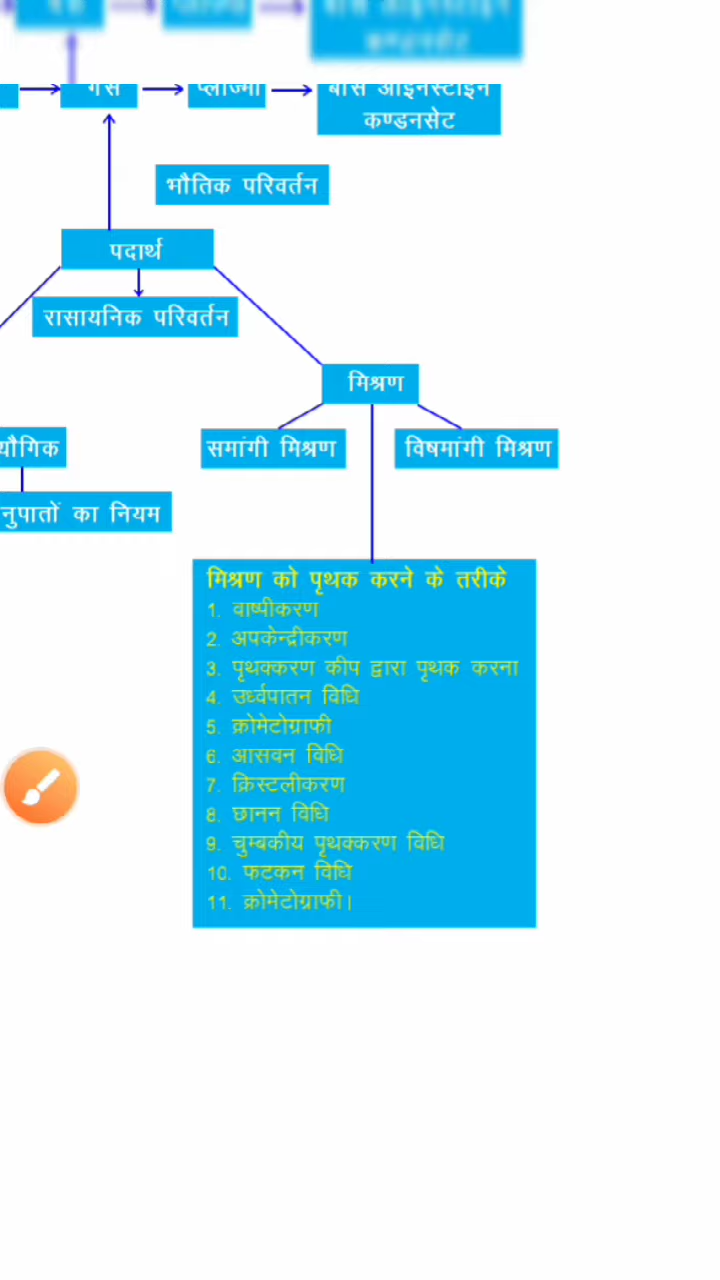 गैस
प्लाज्मा
बोस आइनस्टाइन
कण्डनसेट
भौतिक परिवर्तन
पदार्थ
रासायनिक परिवर्तन
मिश्रण
यौगिक
समांगी मिश्रण
विषमांगी मिश्रण
नुपातों का नियम
मिश्रण को पृथक करने के तरीके
1. वाष्पीकरण
2. अपकेन्द्रीकरण
3. पृथक्करण कीप द्वारा पृथक करना
4. उर्ध्वपातन विधि
5. क्रोमेटोग्राफी
6. आसवन विधि
7. क्रिस्टलीकरण
8. छानन विधि
9. चुम्बकीय पृथक्करण विधि
10. फटकन विधि
11. क्रोमेटोग्राफी।